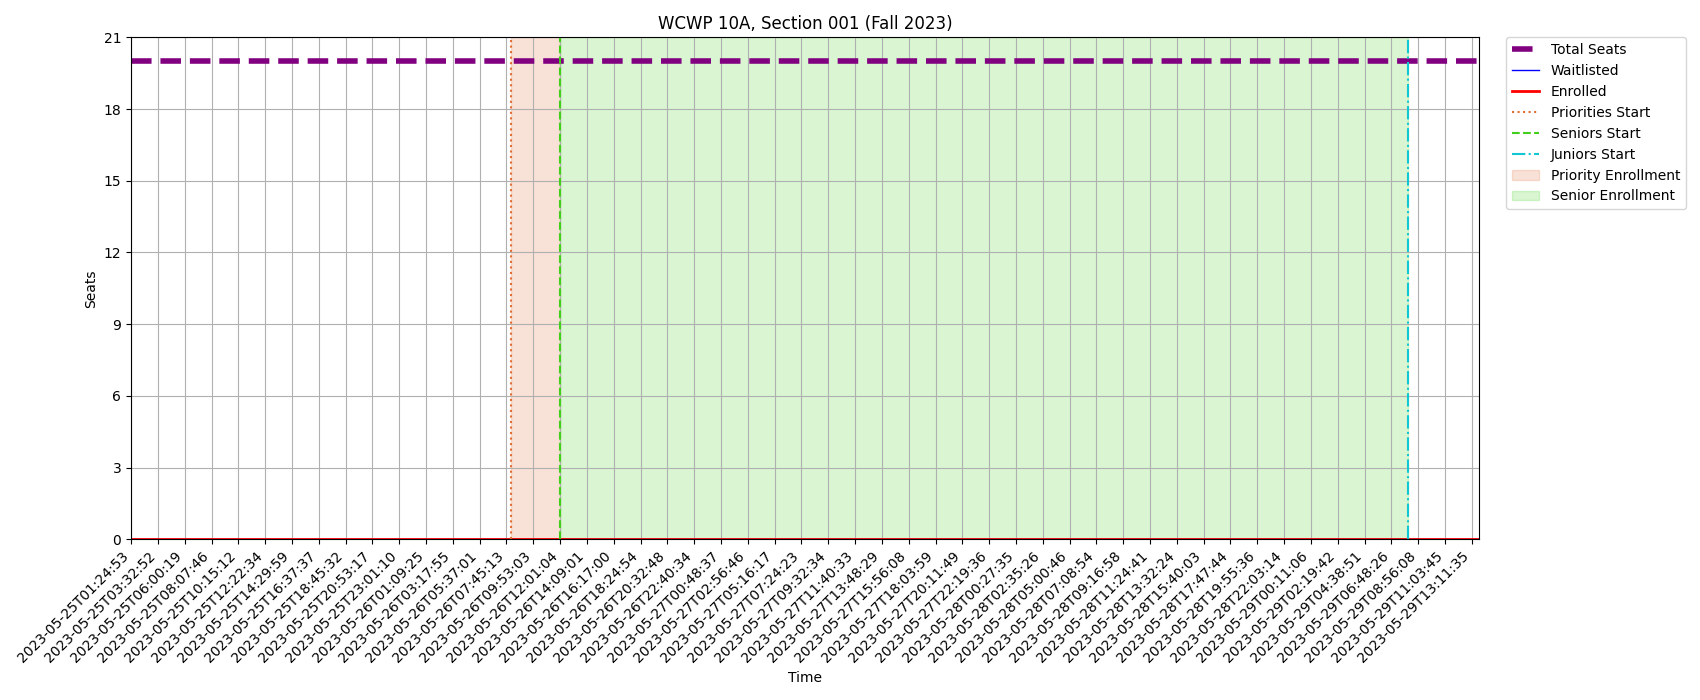 WCWP 10A, Section 001 (Fall 2023)
21
18
15
12
9
6
3
0
Seats
2023-05-25T01:24:53
2023-05-25T03:32:52
2023-05-25T06:00:19
2023-05-25T08:07:46
2023-05-25T10:15:12
2023-05-25T12:22:34
2023-05-25T14:29:59
2023-05-25T16:37:37
2023-05-25T18:45:32
2023-05-25T20:53:17
2023-05-25T23:01:10
2023-05-26T01:09:25
2023-05-26T03:17:55
2023-05-26T05:37:01
2023-05-26T07:45:13
2023-05-26T09:53:03
2023-05-26T12:01:04
2023-05-26T14:09:01
2023-05-26T16:17:00
2023-05-26T18:24:54
2023-05-26T20:32:48
2023-05-26T22:40:34
2023-05-27T00:48:37
2023-05-27T02:56:46
2023-05-27T05:16:17
2023-05-27T07:24:23
2023-05-27T09:32:34
2023-05-27T11:40:33
2023-05-27T13:48:29
2023-05-27T15:56:08
2023-05-27T18:03:59
2023-05-27T20:11:49
2023-05-27T22:19:36
2023-05-28T00:27:35
2023-05-28T02:35:26
2023-05-28T05:00:46
2023-05-28T07:08:54
2023-05-28T09:16:58
2023-05-28T11:24:41
2023-05-28T13:32:24
2023-05-28T15:40:03
2023-05-28T17:47:44
2023-05-28T19:55:36
2023-05-28T22:03:14
2023-05-29T00:11:06
2023-05-29T02:19:42
2023-05-29T04:38:51
2023-05-29T06:48:26
2023-05-29T08:56:08
2023-05-29T11:03:45
2023-05-29T13:11:35
Time
Total Seats
Waitlisted
Enrolled
Priorities Start
Seniors Start
Juniors Start
Priority Enrollment
Senior Enrollment